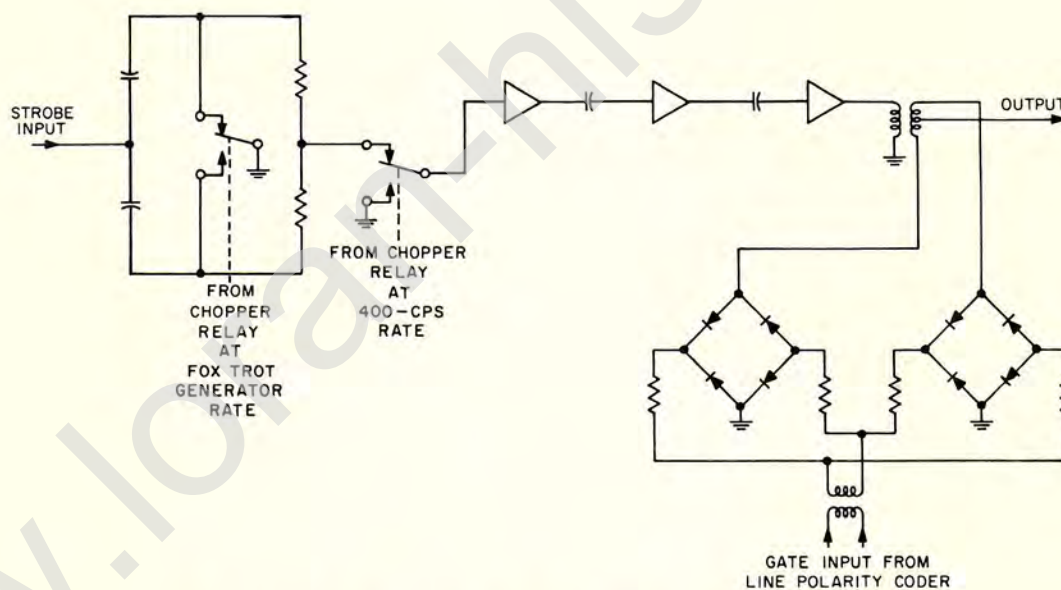 STROBE
INPUT
FROM
CHOPPER
RELAY
AT
FOX TROT
GENERATOR
RATE
FROM CHOPPER
RELAY
AT
400-CPS
RATE
OUTPUT
GATE INPUT FROM
LINE POLARITY CODER